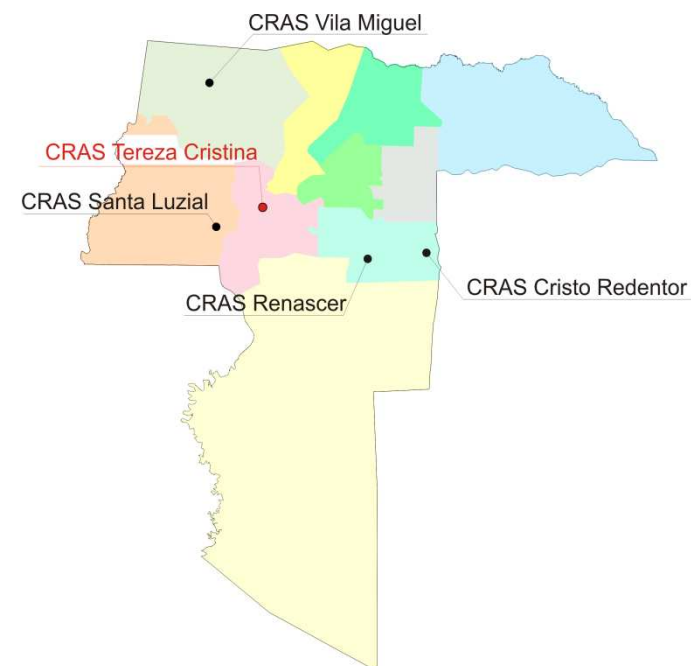 CRAS Vila Miguel
CRAS Tereza Cristina
CRAS Santa Luzial
CRAS Renascer
CRAS Cristo Redentor